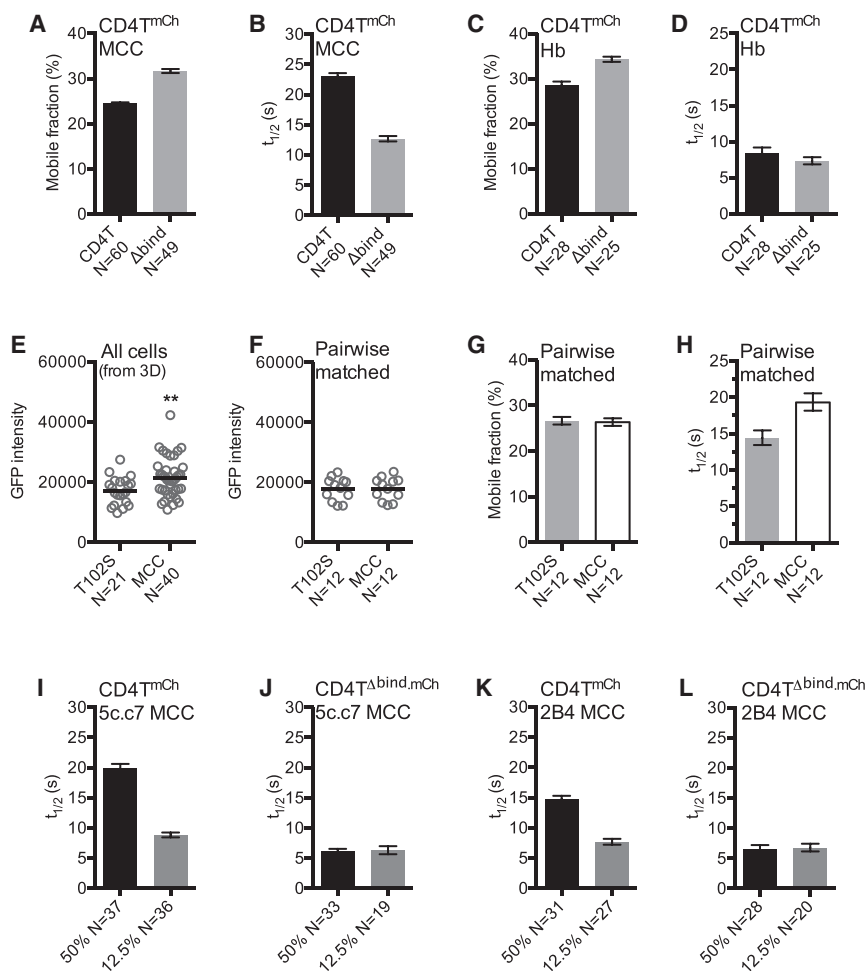 A
CD4T^mCh
MCC
Mobile fraction (%)
40
30
20
10
0
CD4T
N=60
Δbind
N=49
B
CD4T^mCh
MCC
t1/2 (s)
30
25
20
15
10
5
0
CD4T
N=60
Δbind
N=49
C
CD4T^mCh
Hb
Mobile fraction (%)
40
30
20
10
0
CD4T
N=28
Δbind
N=25
D
CD4T^mCh
Hb
t1/2 (s)
25
20
15
10
5
0
CD4T
N=28
Δbind
N=25
E
All cells
(from 3D)
**
GFP intensity
60000
40000
20000
0
T102S
N=21
MCC
N=40
F
Pairwise
matched
GFP intensity
60000
40000
20000
0
T102S
N=12
MCC
N=12
G
Pairwise
matched
Mobile fraction (%)
40
30
20
10
0
T102S
N=12
MCC
N=12
H
Pairwise
matched
t1/2 (s)
25
20
15
10
5
0
T102S
N=12
MCC
N=12
I
CD4T^mCh
5c.c7 MCC
t1/2 (s)
30
25
20
15
10
5
0
50% N=37
12.5% N=36
J
CD4T^Δbind.mCh
5c.c7 MCC
t1/2 (s)
30
25
20
15
10
5
0
50% N=33
12.5% N=19
K
CD4T^mCh
2B4 MCC
t1/2 (s)
30
25
20
15
10
5
0
50% N=31
12.5% N=27
L
CD4T^Δbind.mCh
2B4 MCC
t1/2 (s)
30
25
20
15
10
5
0
50% N=28
12.5% N=20